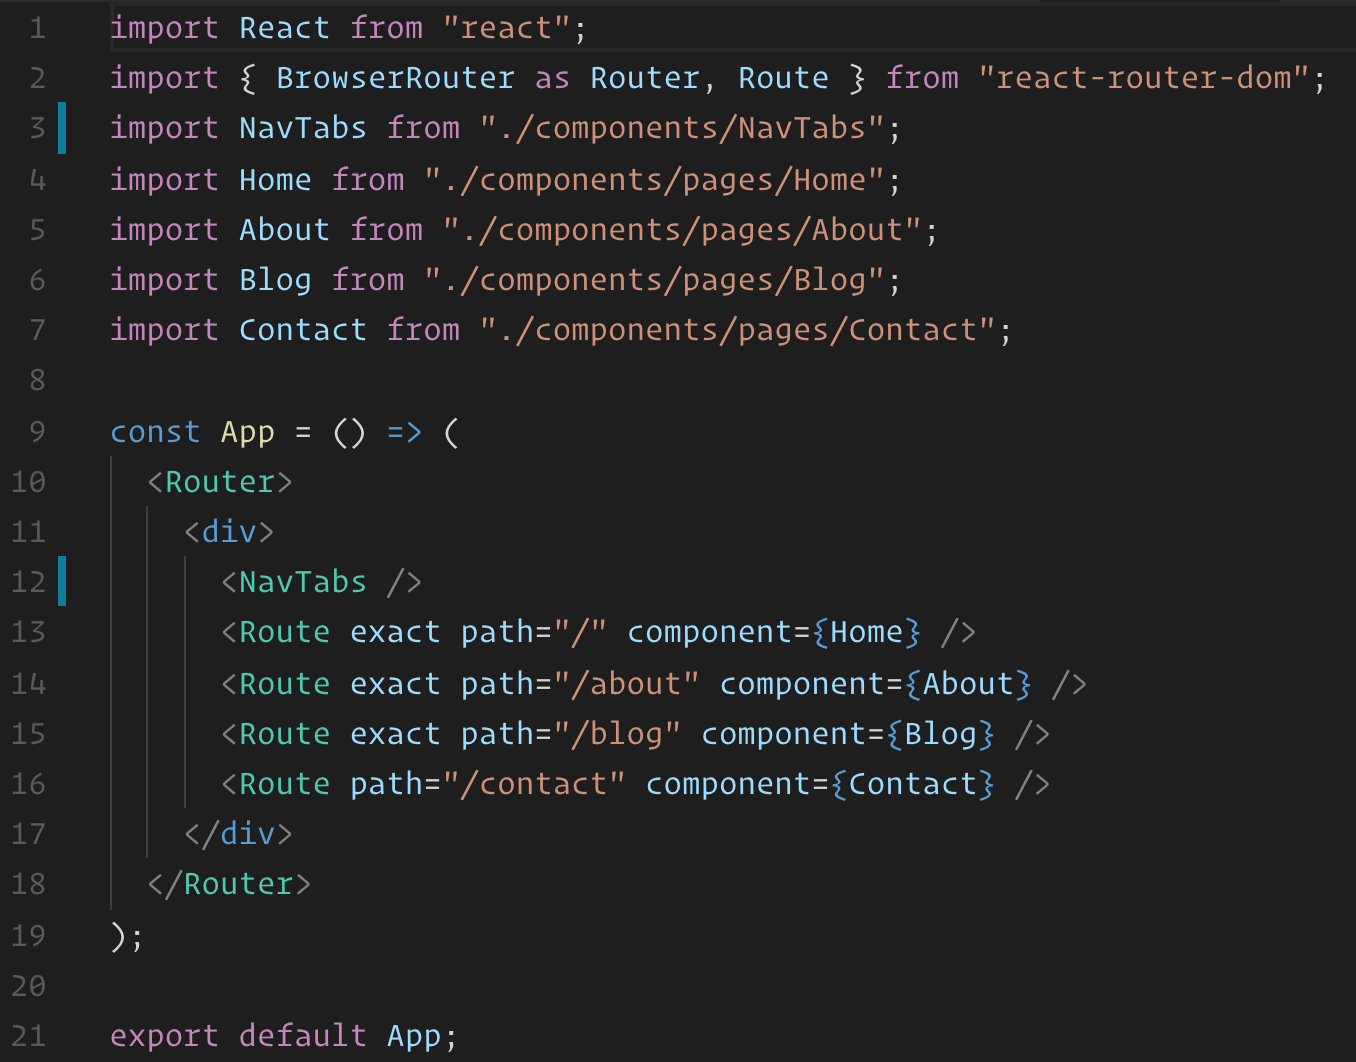 1 import React from "react";
2 import { BrowserRouter as Router, Route } from "react-router-dom";
3 import NavTabs from "./components/NavTabs";
4 import Home from "./components/pages/Home";
5 import About from "./components/pages/About";
6 import Blog from "./components/pages/Blog";
7 import Contact from "./components/pages/Contact";
8
9 const App = () => (
10   <Router>
11     <div>
12       <NavTabs />
13       <Route exact path="/" component={Home} />
14       <Route exact path="/about" component={About} />
15       <Route exact path="/blog" component={Blog} />
16       <Route path="/contact" component={Contact} />
17     </div>
18   </Router>
19 );
20
21 export default App;